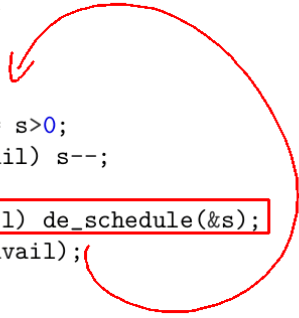 s>0;
il) s--;
l) de_schedule(&s);
vail);